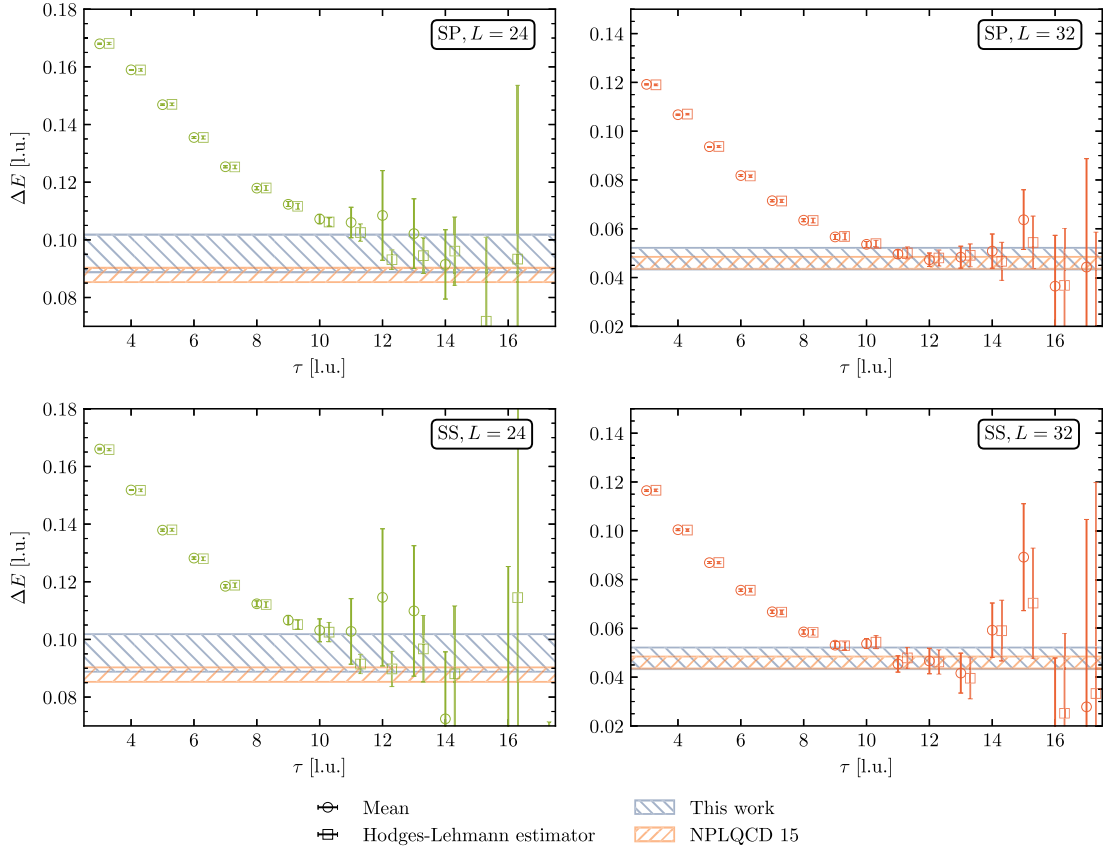 SP, L = 24
ΔE [l.u.]
0.18
0.16
0.14
0.12
0.10
0.08
4 6 8 10 12 14 16
τ [l.u.]
SP, L = 32
0.14
0.12
0.10
0.08
0.06
0.04
0.02
4 6 8 10 12 14 16
τ [l.u.]
SS, L = 24
ΔE [l.u.]
0.18
0.16
0.14
0.12
0.10
0.08
4 6 8 10 12 14 16
τ [l.u.]
SS, L = 32
0.14
0.12
0.10
0.08
0.06
0.04
0.02
4 6 8 10 12 14 16
τ [l.u.]
Mean
Hodges-Lehmann estimator
This work
NPLQCD 15